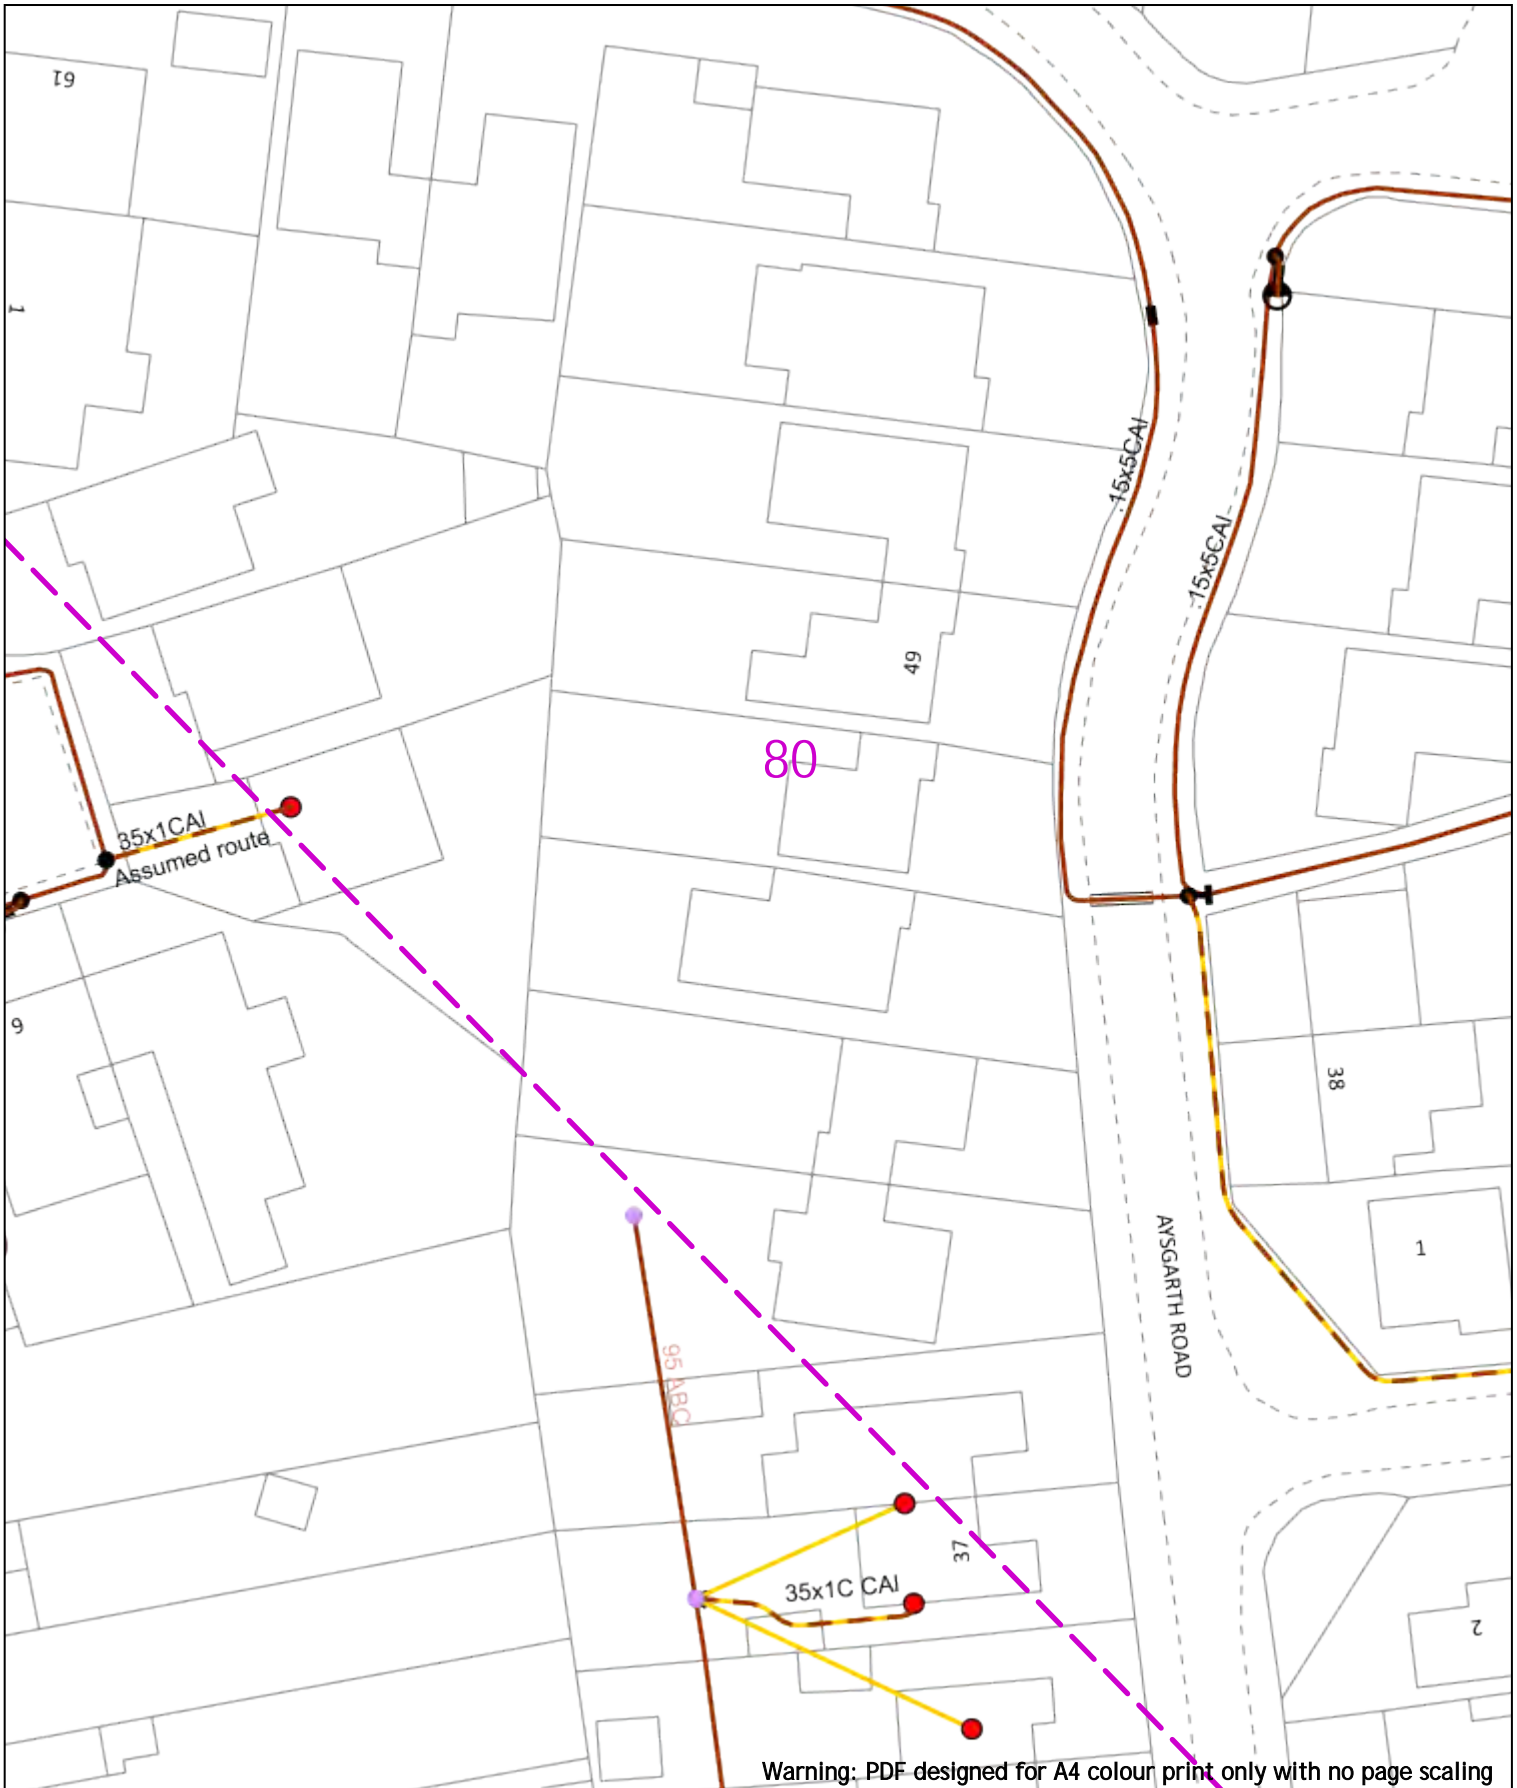 61
1
.15x5CAI
.15x5CAI
49
80
35x1CAI
Assumed route
9
38
AYSGARTH ROAD
1
95 ABC
37
35x1C CAI
2
Warning: PDF designed for A4 colour print only with no page scaling